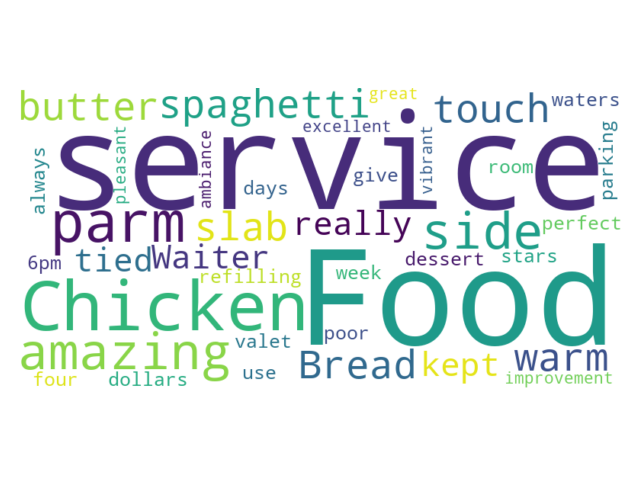 butter spaghetti great touch waters
always pleasant ambiance excellent vibrant parking
service
days give room
parm slab really side perfect
6pm tied Waiter dessert stars
refilling week
Chicken Food
amazing valet poor Bread kept warm
four dollars use improvement